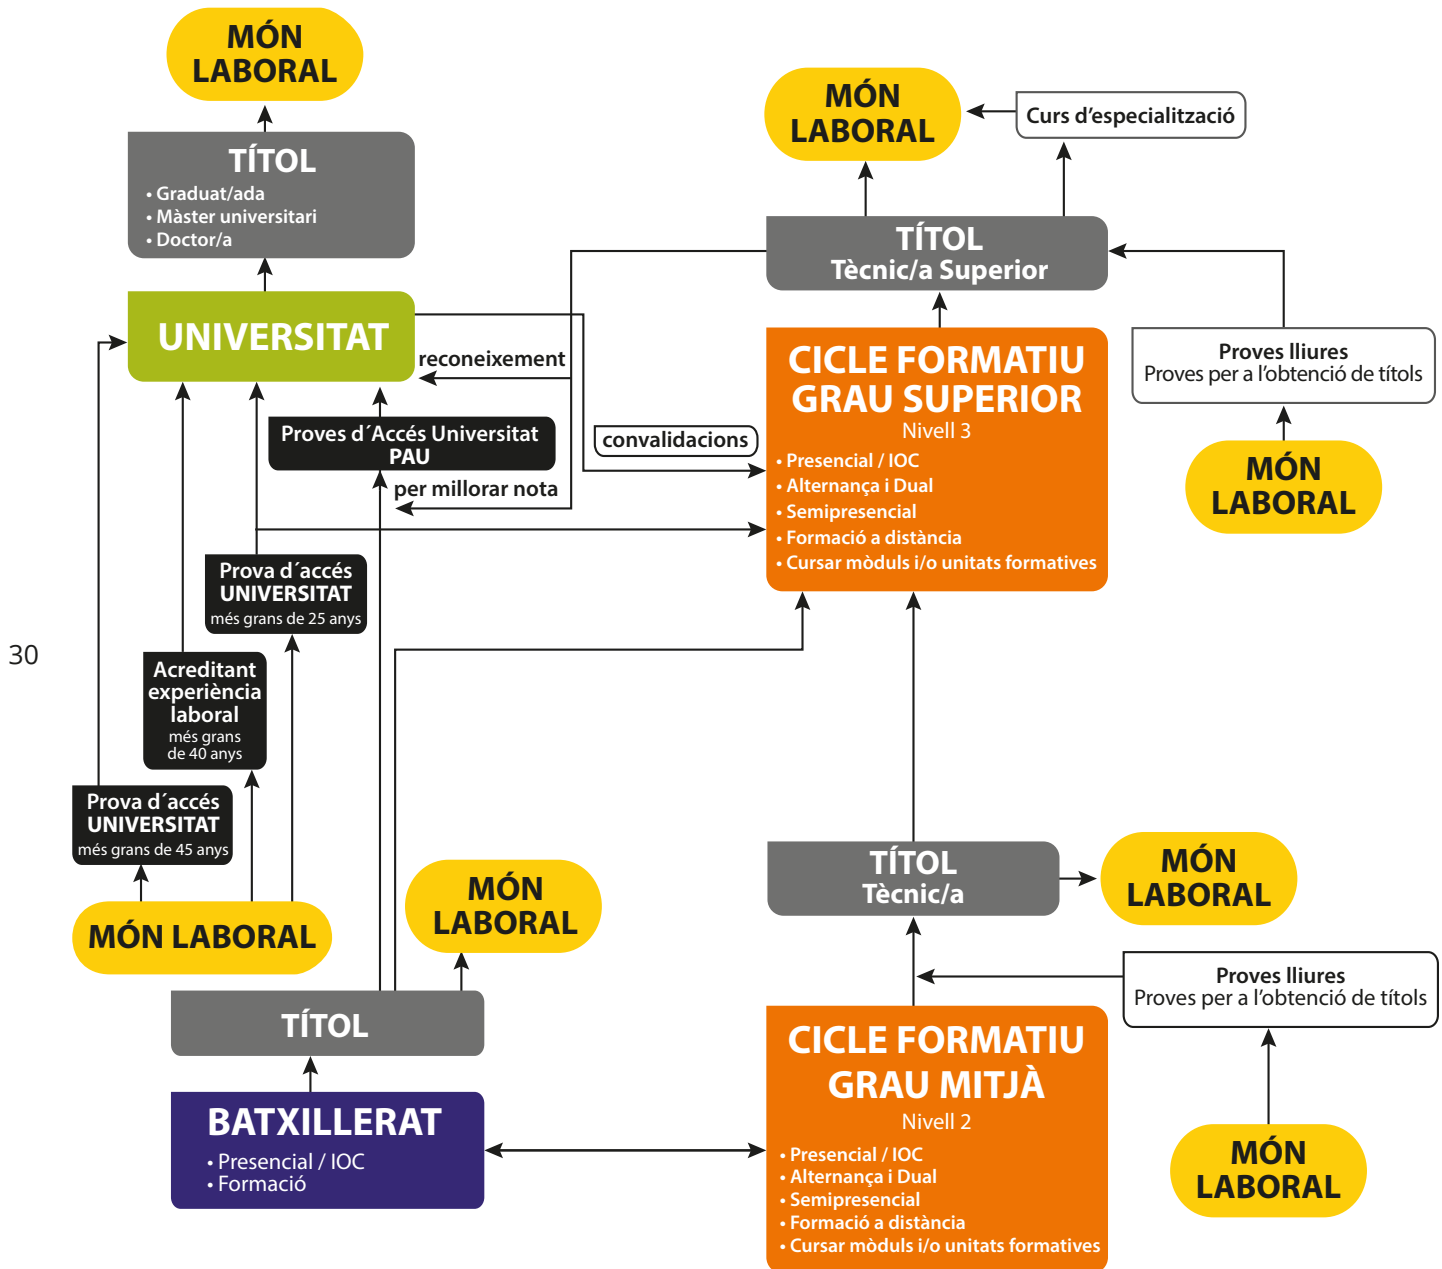 MÓN
LABORAL
TÍTOL
• Graduat/ada
• Màster universitari
• Doctor/a
UNIVERSITAT
MÓN
LABORAL
Curs d'especialització
TÍTOL
Tècnic/a Superior
reconeixement
Proves d´Accés Universitat
PAU
per millorar nota
convalidacions
CICLE FORMATIU
GRAU SUPERIOR
Nivell 3
• Presencial / IOC
• Alternança i Dual
• Semipresencial
• Formació a distància
• Cursar mòduls i/o unitats formatives
Proves lliures
Proves per a l'obtenció de títols
MÓN
LABORAL
Prova d´accés
UNIVERSITAT
més grans de 25 anys
30
Acreditant
experiència
laboral
més grans
de 40 anys
Prova d´accés
UNIVERSITAT
més grans de 45 anys
MÓN LABORAL
MÓN
LABORAL
TÍTOL
BATXILLERAT
• Presencial / IOC
• Formació
TÍTOL
Tècnic/a
MÓN
LABORAL
Proves lliures
Proves per a l'obtenció de títols
CICLE FORMATIU
GRAU MITJÀ
Nivell 2
• Presencial / IOC
• Alternança i Dual
• Semipresencial
• Formació a distància
• Cursar mòduls i/o unitats formatives
MÓN
LABORAL